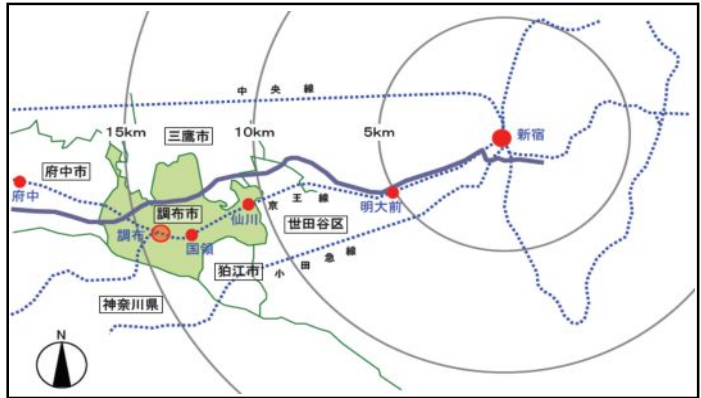 中央線
15km
三鷹市
10km
5km
新宿
府中市
府中
調布市
仙川
京王線
明大前
世田谷区
調布
国領
狛江市
小田急線
神奈川県
N